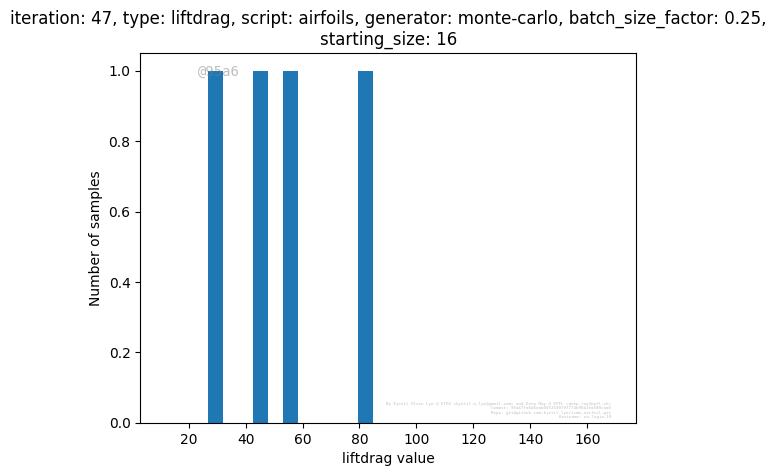 iteration: 47, type: liftdrag, script: airfoils, generator: monte-carlo, batch_size_factor: 0.25,
starting_size: 16
@95a6
1.0
0.8
0.6
0.4
0.2
0.0
Number of samples
20 40 60 80 100 120 140 160
liftdrag value